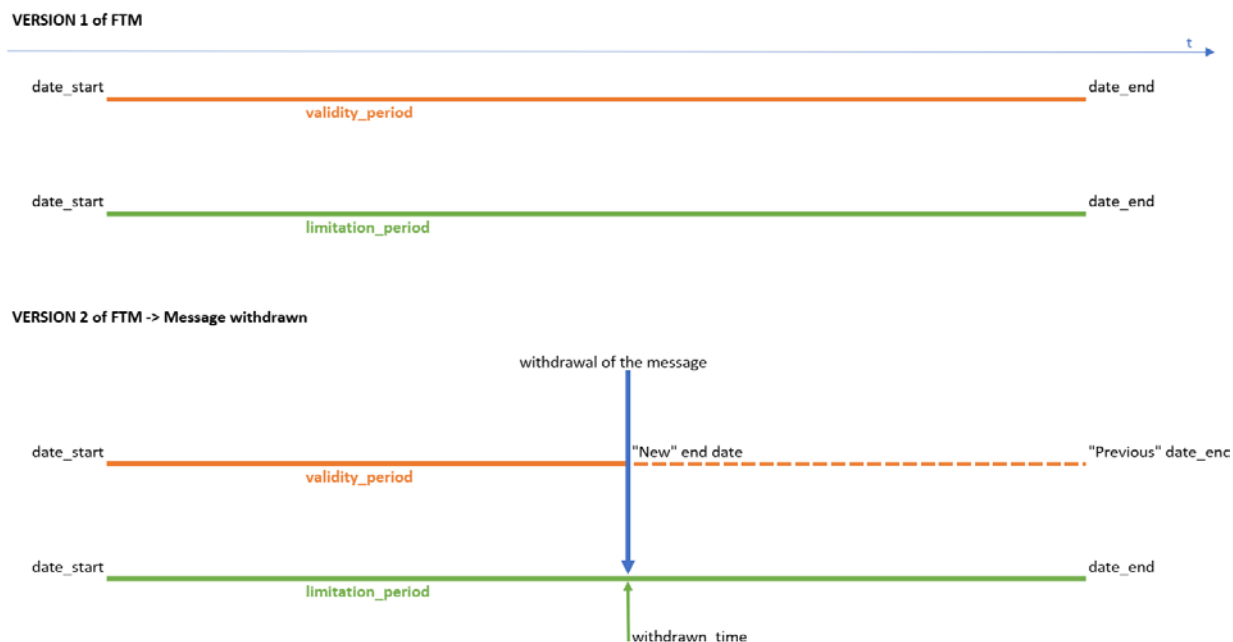 VERSION 1 of FTM
t
date_start
date_end
validity_period
date_start
date_end
limitation_period
VERSION 2 of FTM -> Message withdrawn
withdrawal of the message
date_start
"New" end date
"Previous" date_enc
validity_period
date_start
date_end
limitation_period
withdrawn_time